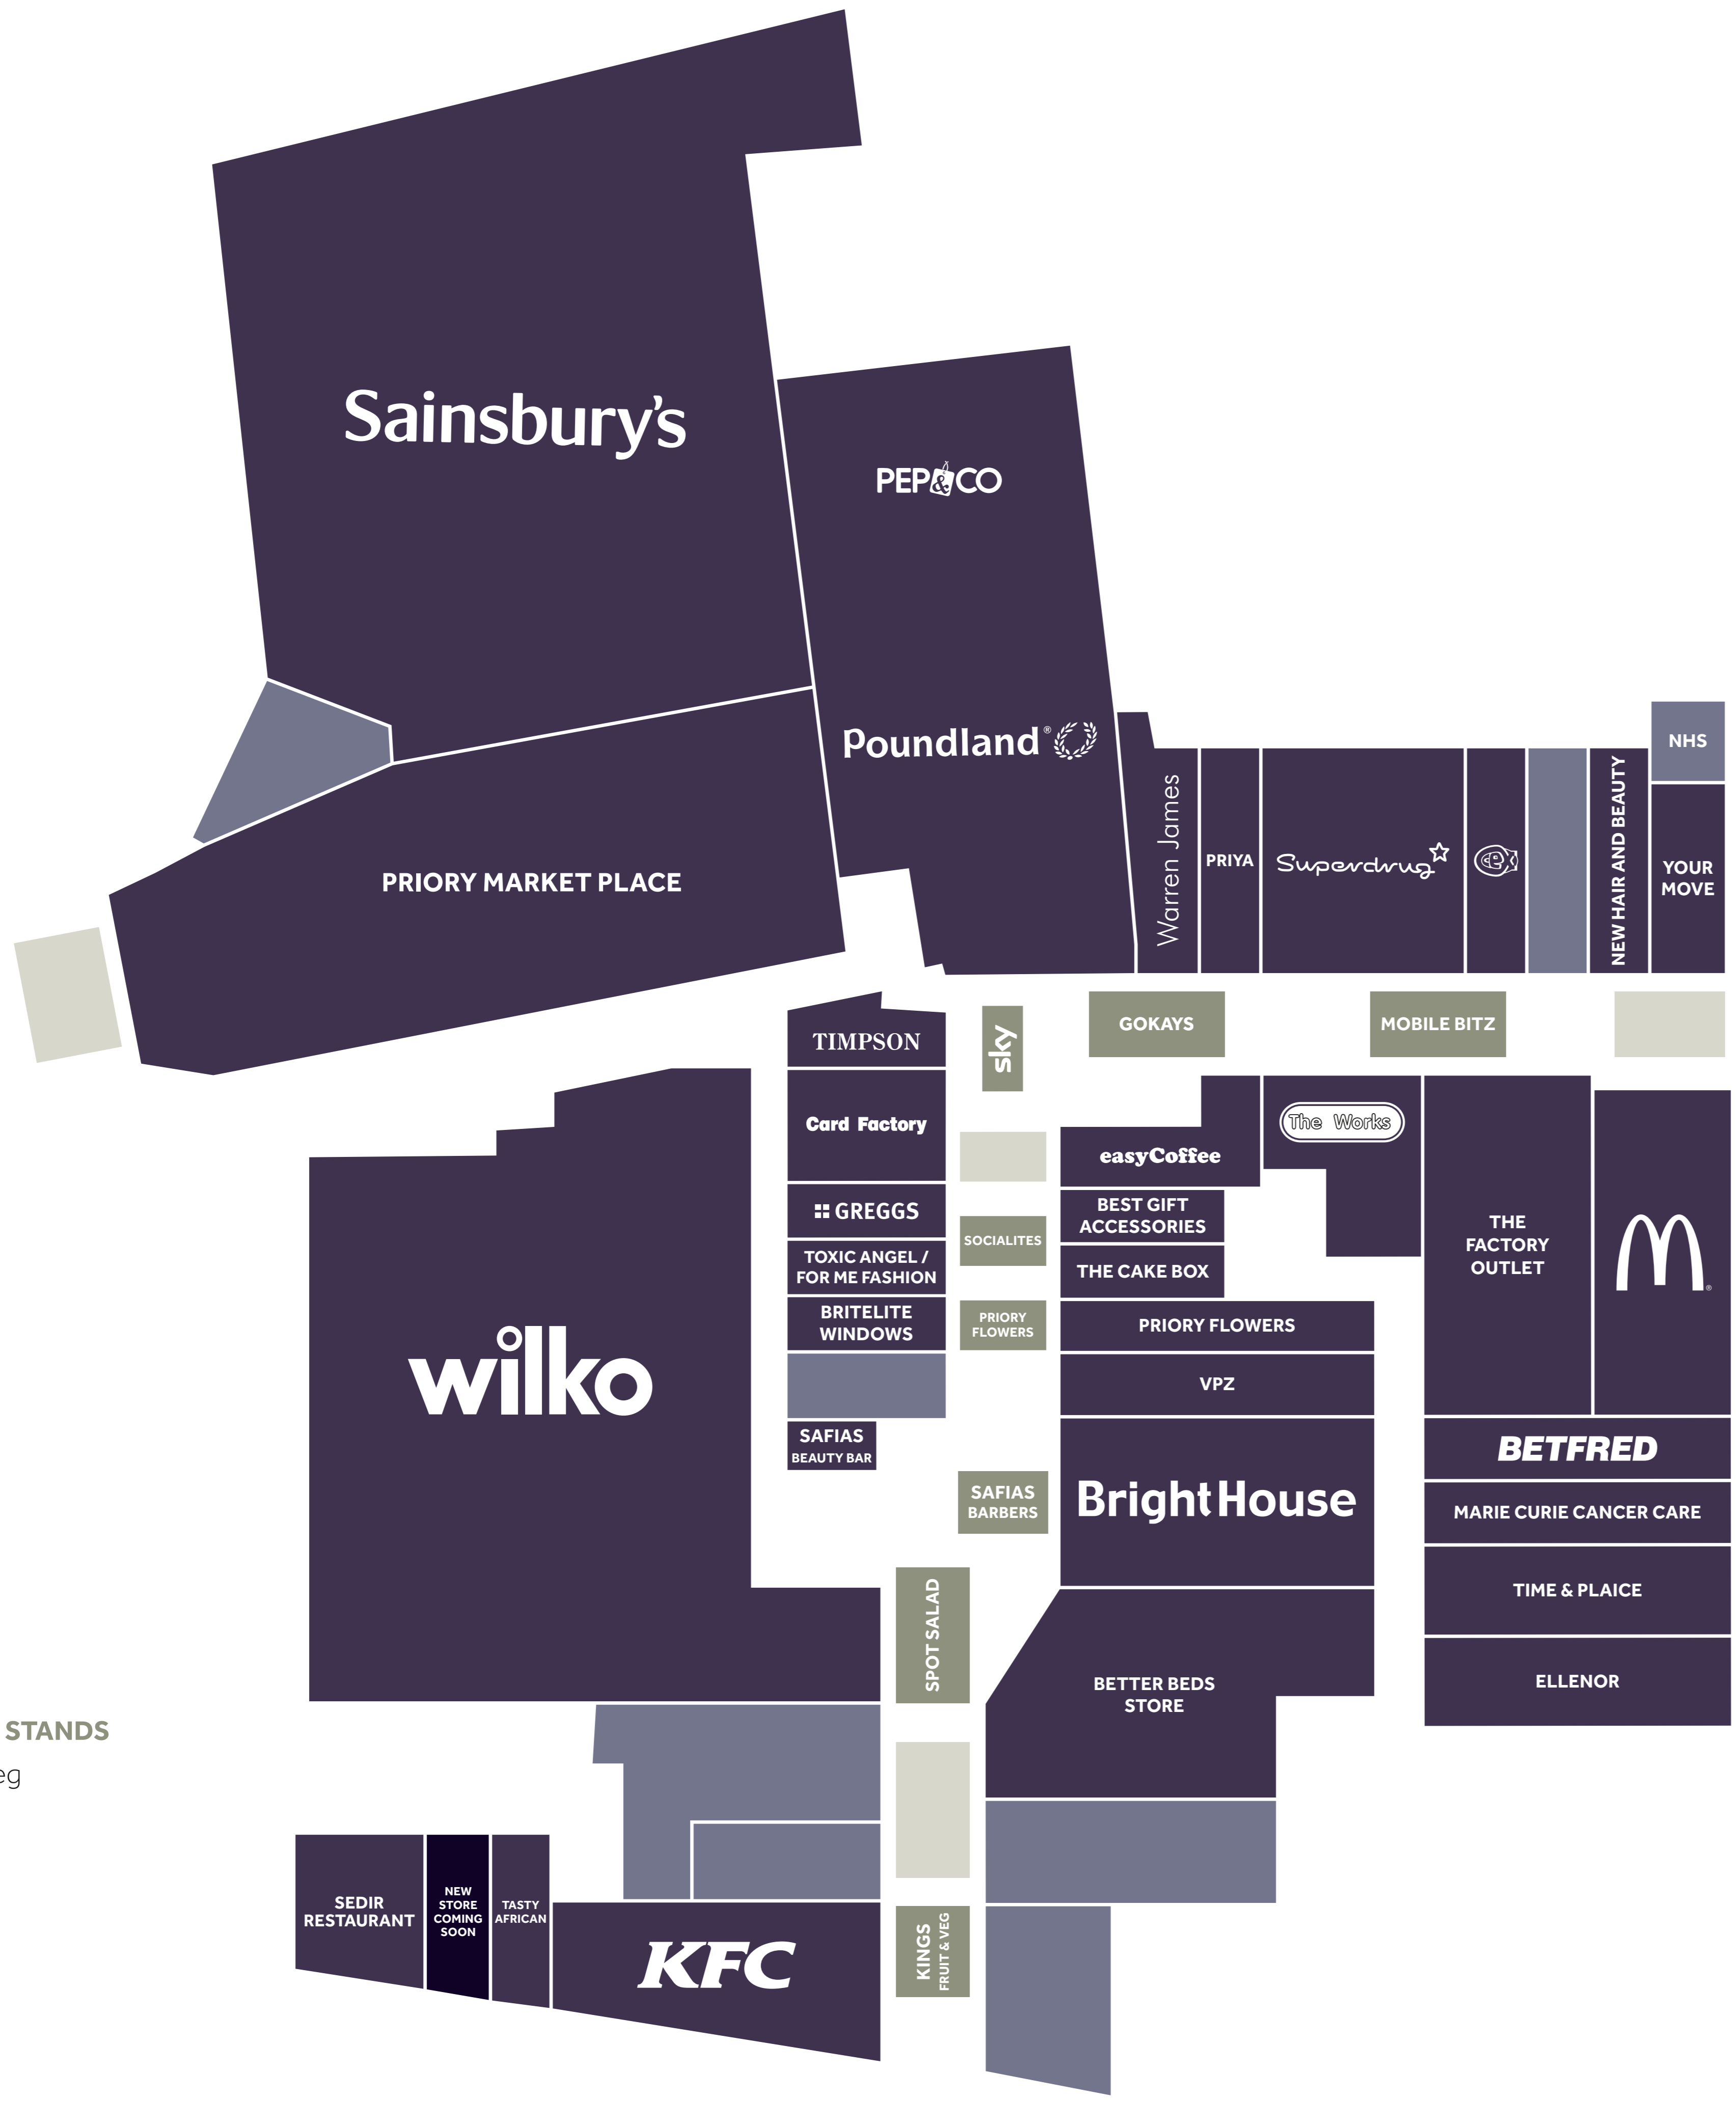 Sainsbury's
PEP&CO
Poundland®
PRIORY MARKET PLACE
Warren James
PRIYA
Superdrug
NEW HAIR AND BEAUTY
NHS
YOUR
MOVE
sky
GOKAYS
MOBILE BITZ
TIMPSON
Card Factory
GREGGS
TOXIC ANGEL /
FOR ME FASHION
BRITELITE
WINDOWS
SAFIAS
BEAUTY BAR
SOCIALITES
PRIORY
FLOWERS
SAFIAS
BARBERS
easyCoffee
BEST GIFT
ACCESSORIES
THE CAKE BOX
PRIORY FLOWERS
VPZ
BrightHouse
BETTER BEDS
STORE
The Works
THE
FACTORY
OUTLET
M®
BETFRED
MARIE CURIE CANCER CARE
TIME & PLAICE
ELLENOR
wilko
SPOT SALAD
STANDS
eg
SEDIR
RESTAURANT
NEW
STORE
COMING
SOON
TASTY
AFRICAN
KFC
KINGS
FRUIT & VEG